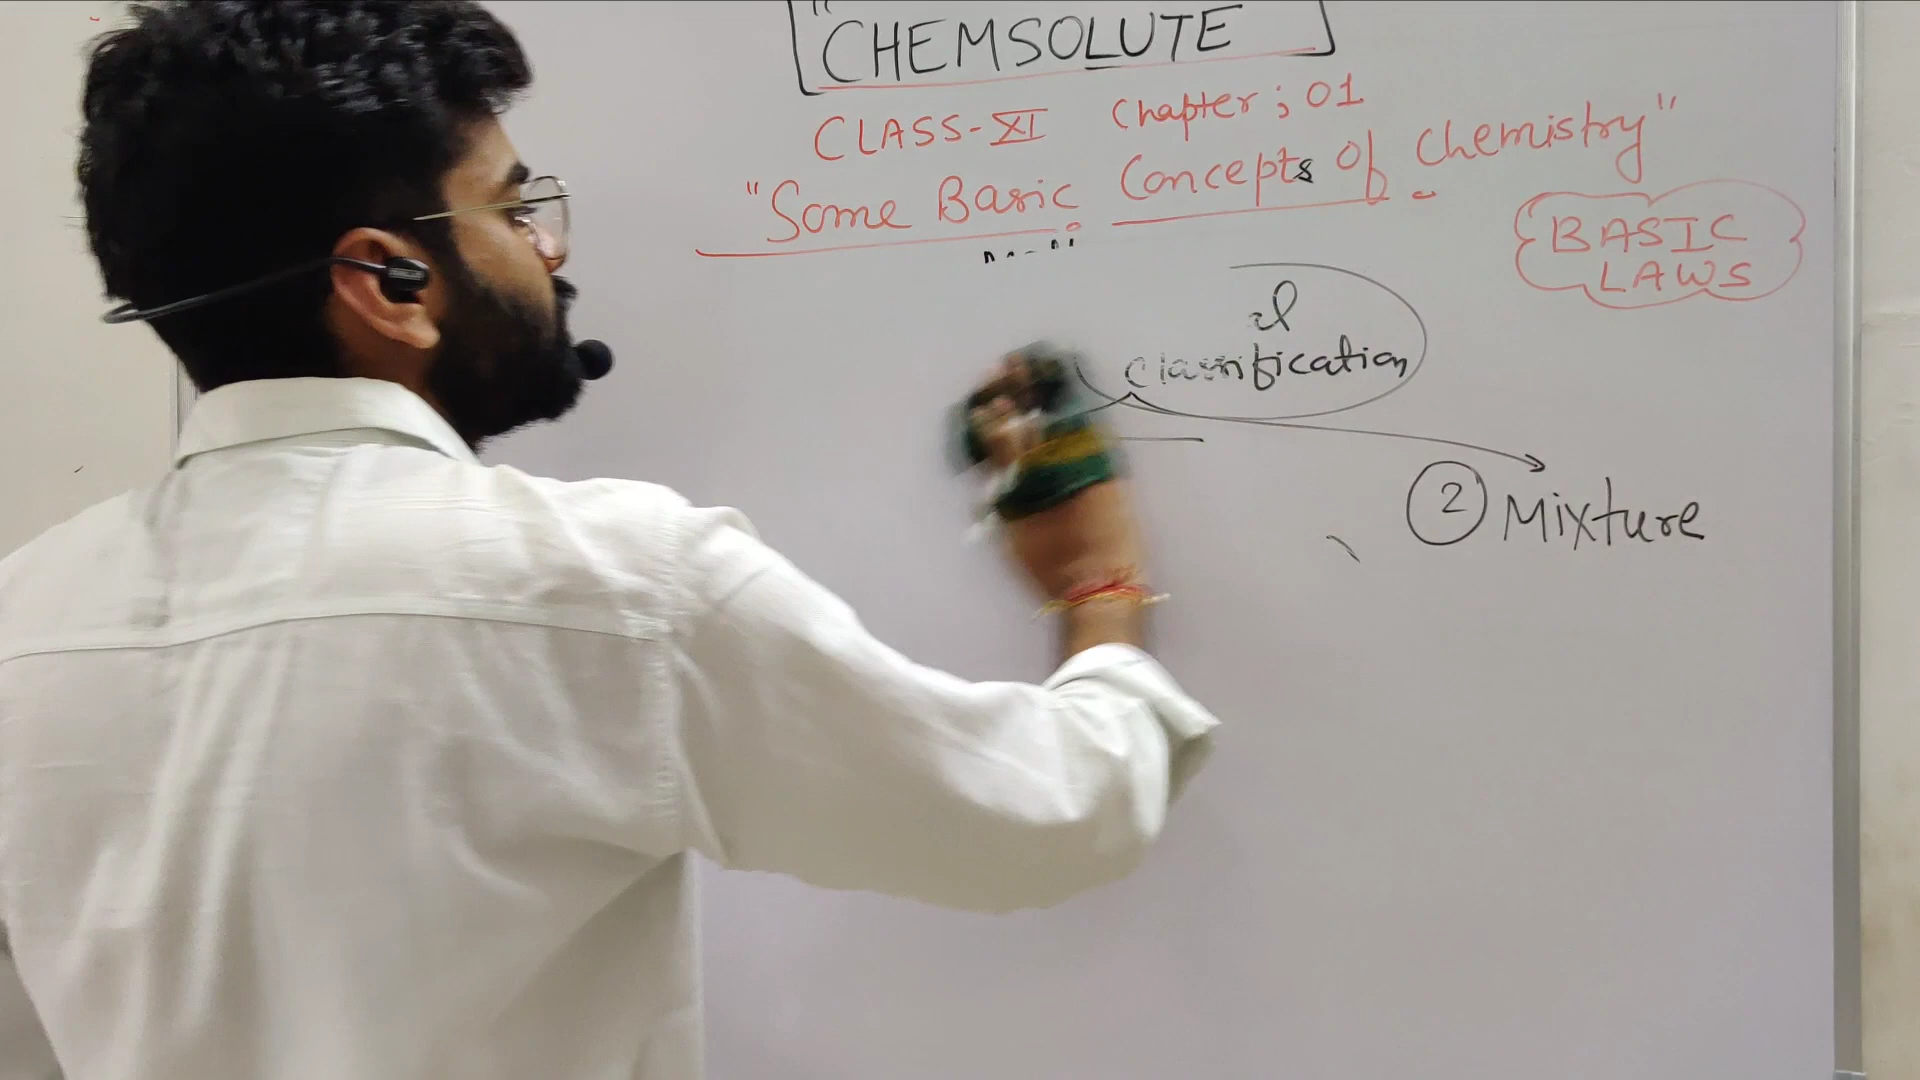 "CHEMSOLUTE
CLASS-XI Chapter; 01
"Some Basic Concepts Of Chemistry"
BASIC
LAWS
Classification
2 Mixture